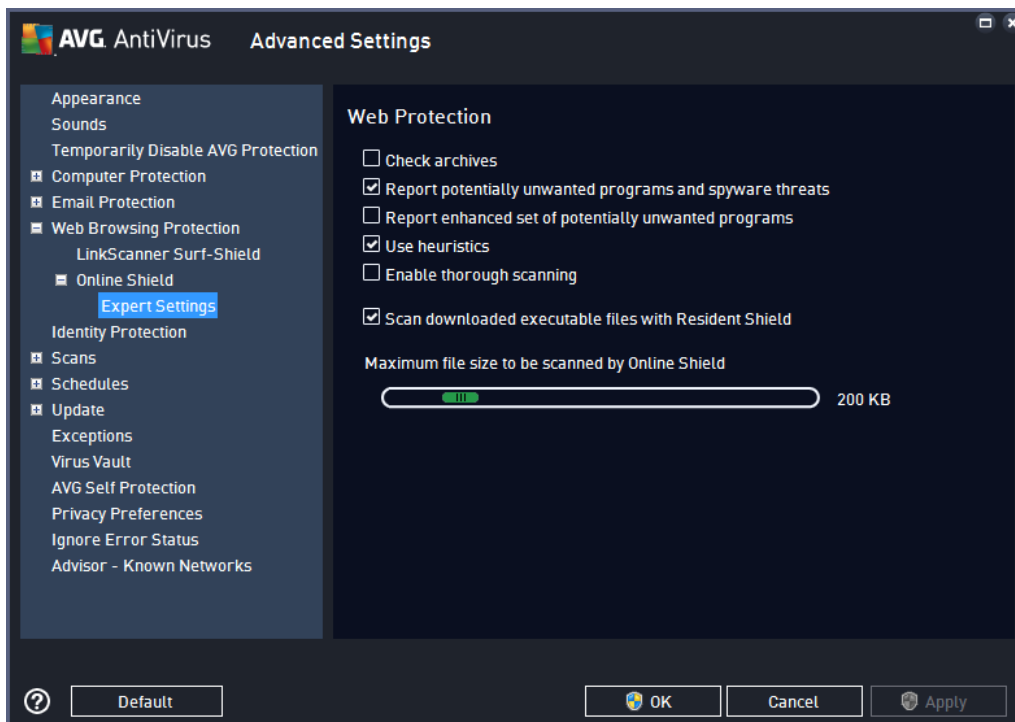 AVG. AntiVirus Advanced Settings
Appearance
Sounds
Temporarily Disable AVG Protection
Computer Protection
Email Protection
Web Browsing Protection
LinkScanner Surf-Shield
Online Shield
Expert Settings
Identity Protection
Scans
Schedules
Update
Exceptions
Virus Vault
AVG Self Protection
Privacy Preferences
Ignore Error Status
Advisor - Known Networks
Web Protection
Check archives
Report potentially unwanted programs and spyware threats
Report enhanced set of potentially unwanted programs
Use heuristics
Enable thorough scanning
Scan downloaded executable files with Resident Shield
Maximum file size to be scanned by Online Shield
200 KB
? Default OK Cancel Apply